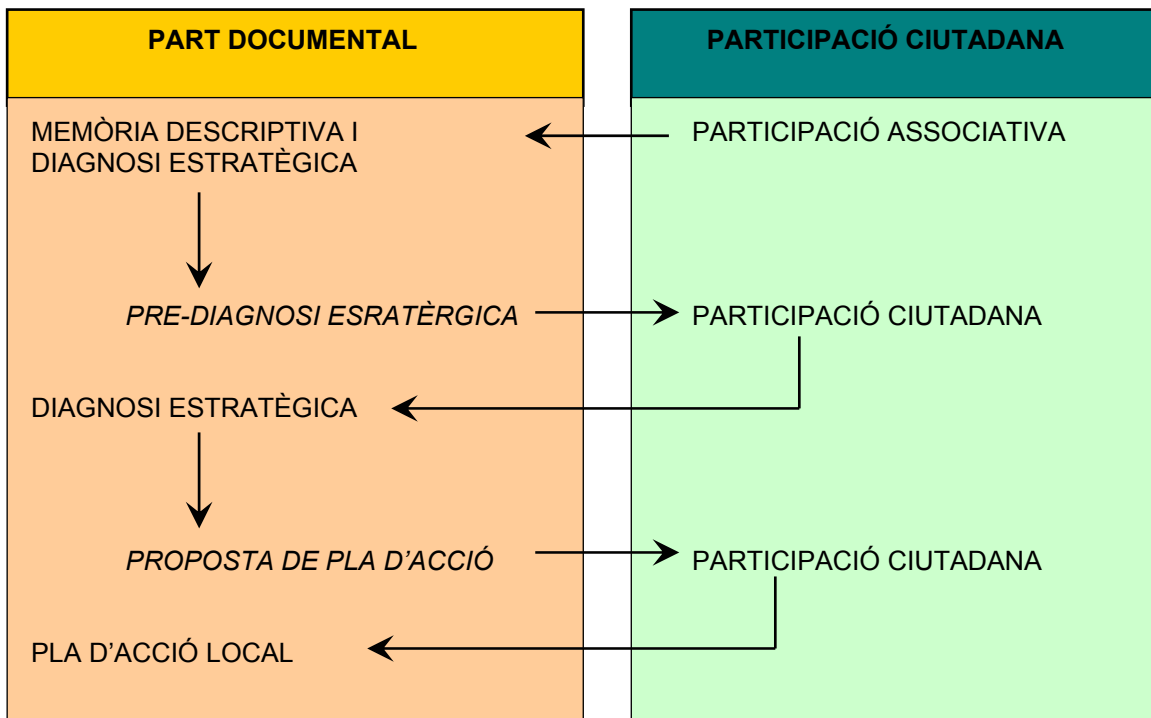 PART DOCUMENTAL
PARTICIPACIÓ CIUTADANA
MEMÒRIA DESCRIPTIVA I
DIAGNOSI ESTRATÈGICA
PARTICIPACIÓ ASSOCIATIVA
PRE-DIAGNOSI ESRATÈRGICA
PARTICIPACIÓ CIUTADANA
DIAGNOSI ESTRATÈGICA
PROPOSTA DE PLA D’ACCIÓ
PARTICIPACIÓ CIUTADANA
PLA D’ACCIÓ LOCAL